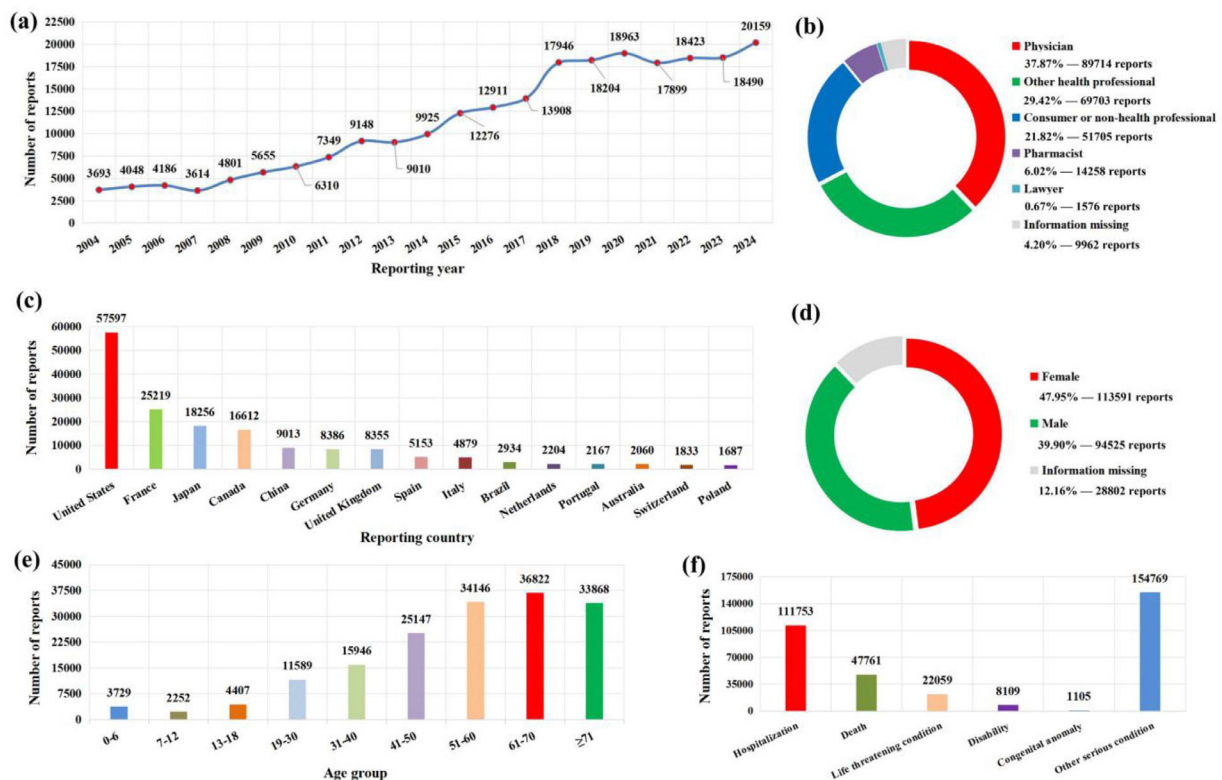 (a)
Number of reports
22500
20000
17500
15000
12500
10000
7500
5000
2500
0
3693
4048
4186
3614
4801
5655
6310
7349
9148
9010
9925
12276
12911
13908
17946
18204
18963
17899
18423
18490
20159
2004
2005
2006
2007
2008
2009
2010
2011
2012
2013
2014
2015
2016
2017
2018
2019
2020
2021
2022
2023
2024
Reporting year
(b)
Physician
37.87% — 89714 reports
Other health professional
29.42% — 69703 reports
Consumer or non-health professional
21.82% — 51705 reports
Pharmacist
6.02% — 14258 reports
Lawyer
0.67% — 1576 reports
Information missing
4.20% — 9962 reports
(c)
Number of reports
60000
50000
40000
30000
20000
10000
0
57597
25219
18256
16612
9013
8386
8355
5153
4879
2934
2204
2167
2060
1833
1687
United States
France
Japan
Canada
China
Germany
United Kingdom
Spain
Italy
Brazil
Netherlands
Portugal
Australia
Switzerland
Poland
Reporting country
(d)
Female
47.95% — 113591 reports
Male
39.90% — 94525 reports
Information missing
12.16% — 28802 reports
(e)
Number of reports
45000
37500
30000
22500
15000
7500
0
3729
2252
4407
11589
15946
25147
34146
36822
33868
0-6
7-12
13-18
19-30
31-40
41-50
51-60
61-70
≥71
Age group
(f)
Number of reports
175000
140000
105000
70000
35000
0
111753
47761
22059
8109
1105
154769
Hospitalization
Death
Life threatening condition
Disability
Congenital anomaly
Other serious condition